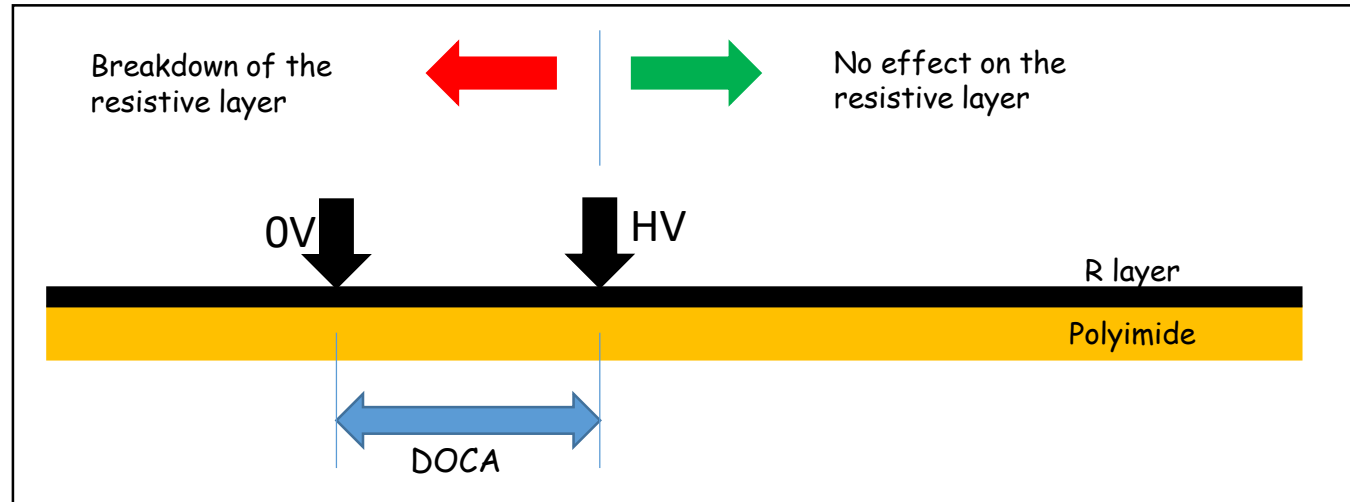 Breakdown of the
resistive layer
No effect on the
resistive layer
0V
HV
R layer
Polyimide
DOCA